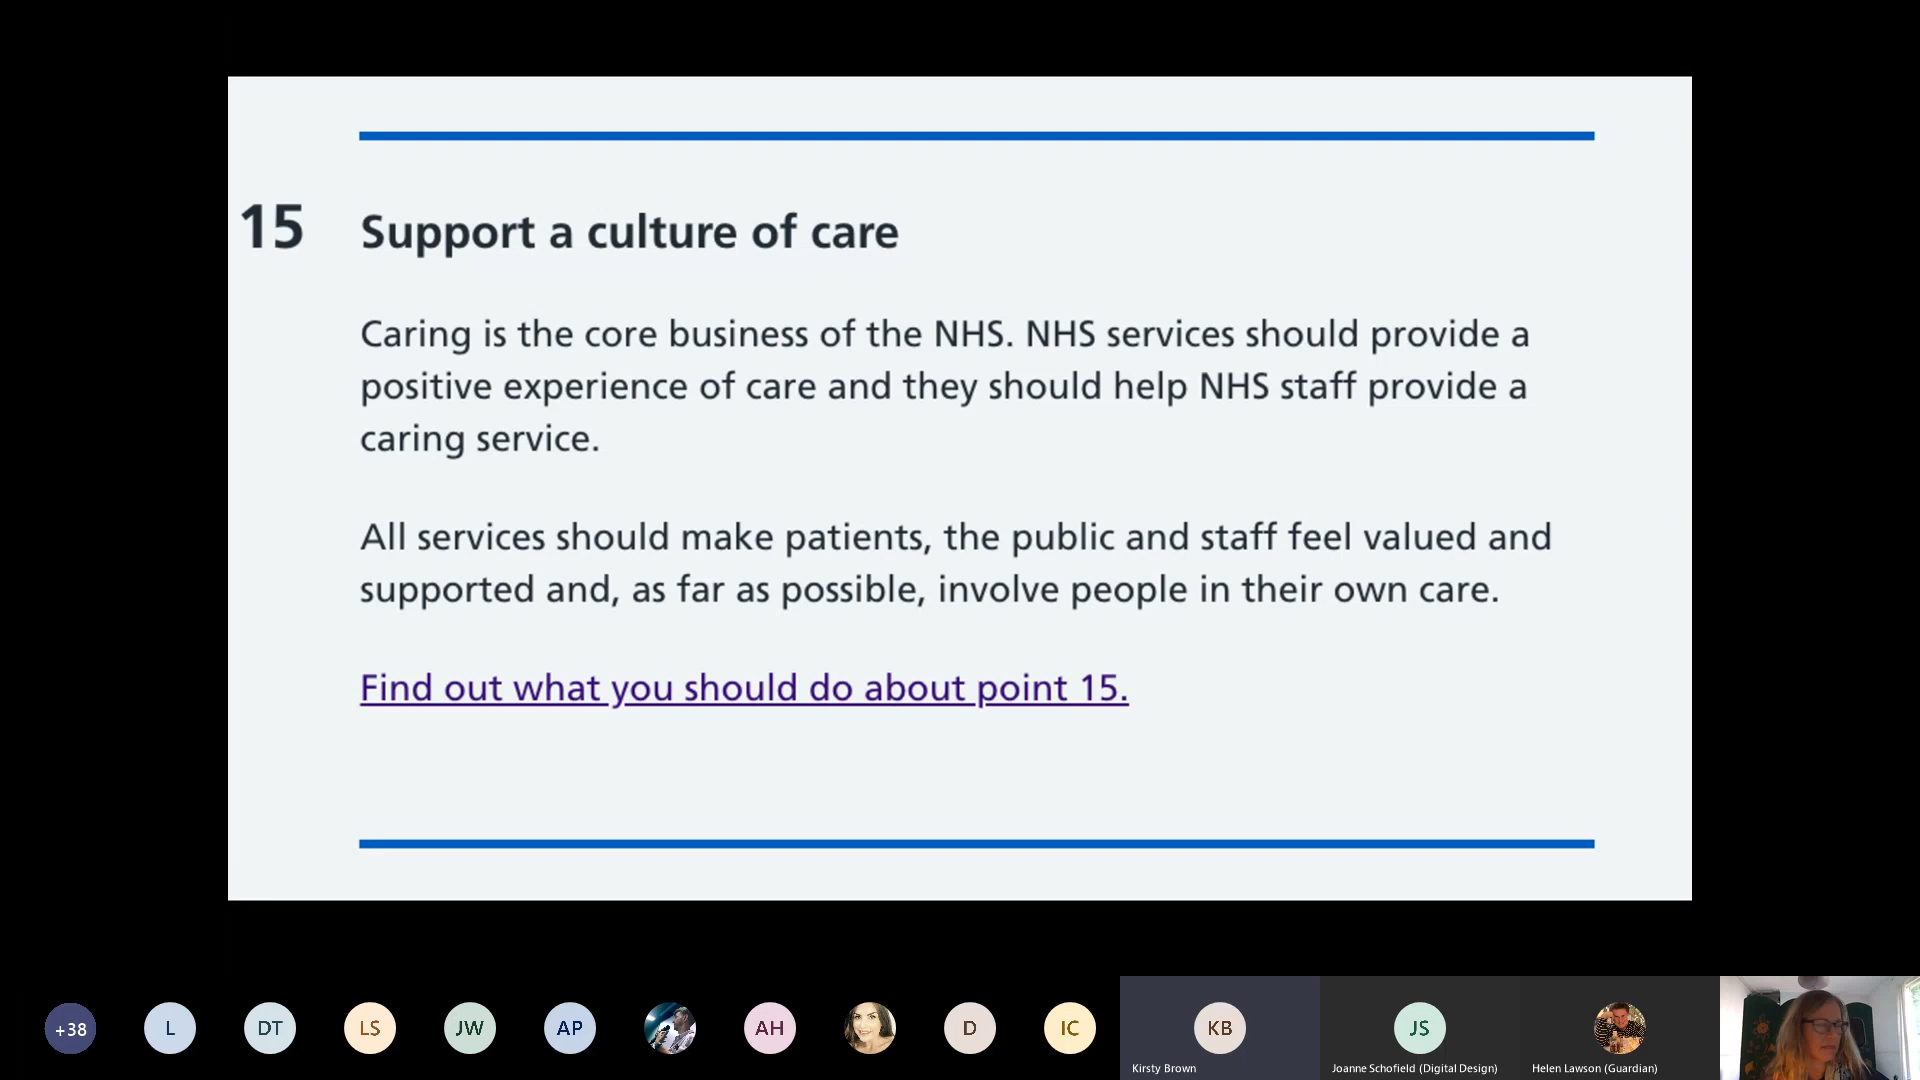 15 Support a culture of care
Caring is the core business of the NHS. NHS services should provide a
positive experience of care and they should help NHS staff provide a
caring service.
All services should make patients, the public and staff feel valued and
supported and, as far as possible, involve people in their own care.
Find out what you should do about point 15.
+38 L DT LS JW AP AH D IC KB JS
Kirsty Brown Joanne Schofield (Digital Design) Helen Lawson (Guardian)